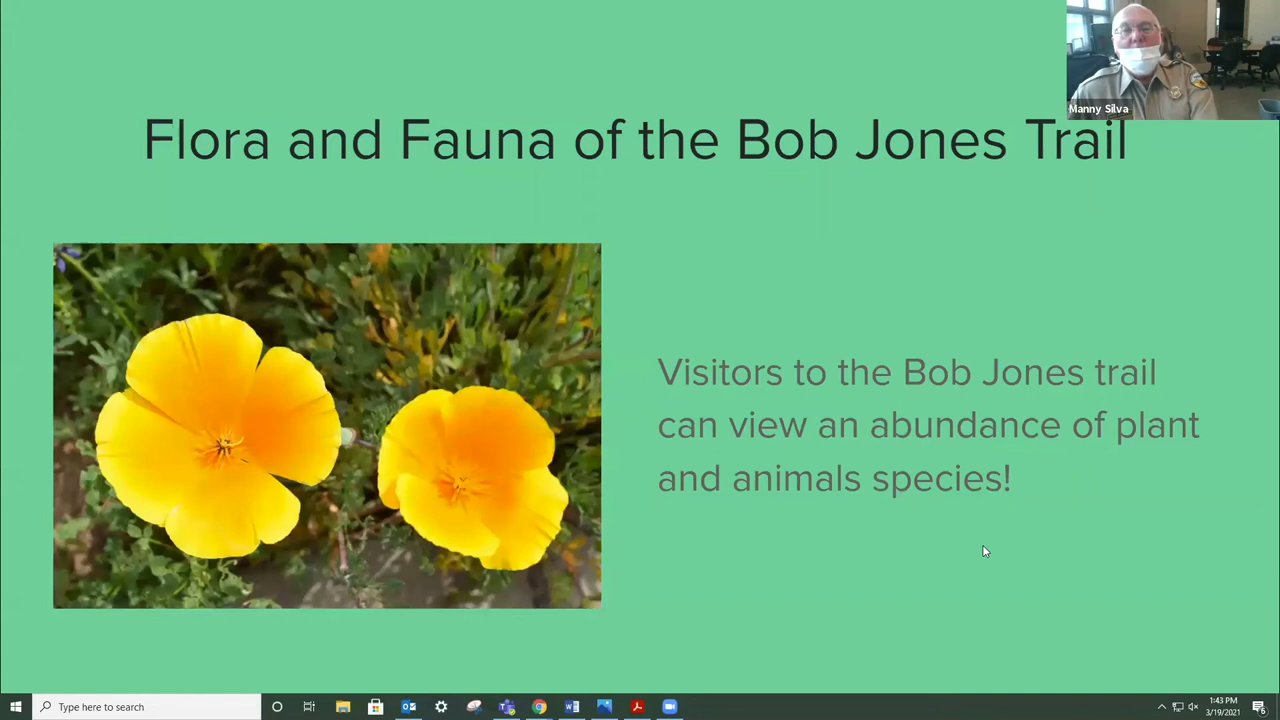 Manny Silva
Flora and Fauna of the Bob Jones Trail
Visitors to the Bob Jones trail
can view an abundance of plant
and animals species!
Type here to search
1:43 PM
3/19/2021
6